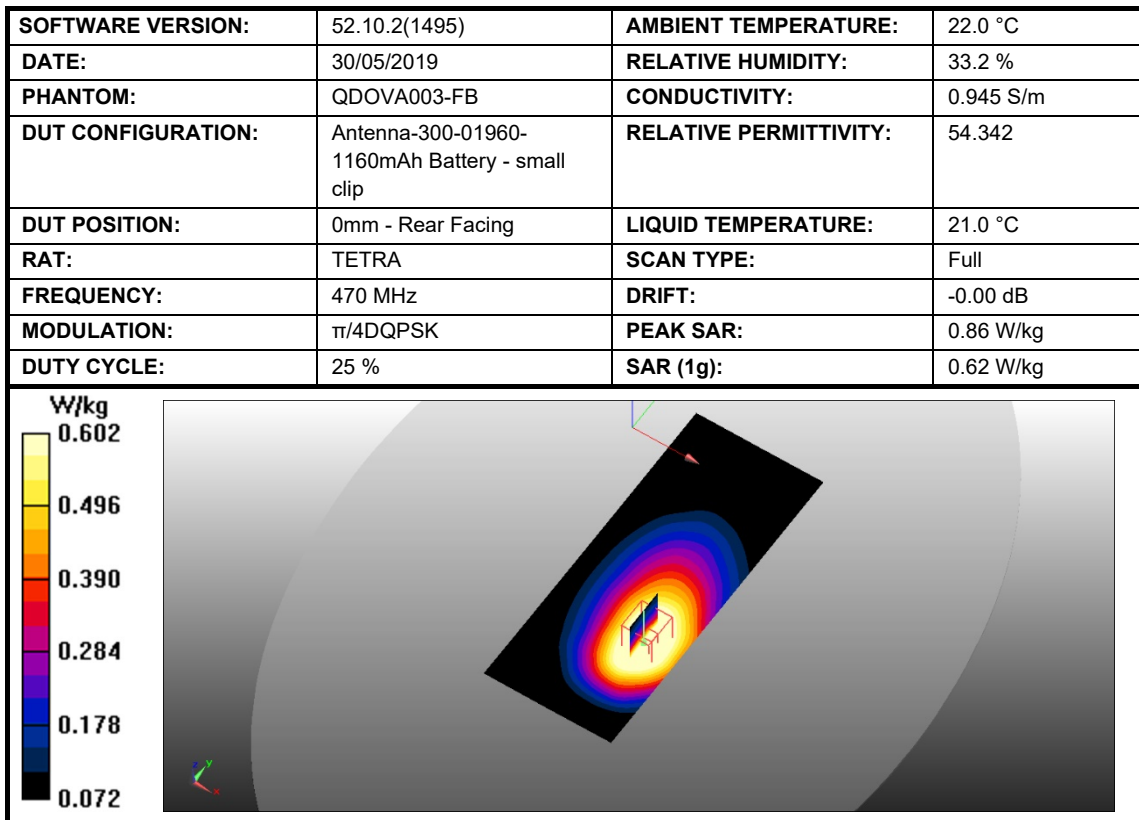 SOFTWARE VERSION: 52.10.2(1495) AMBIENT TEMPERATURE: 22.0 °C
DATE: 30/05/2019 RELATIVE HUMIDITY: 33.2 %
PHANTOM: QDOVA003-FB CONDUCTIVITY: 0.945 S/m
DUT CONFIGURATION: Antenna-300-01960- RELATIVE PERMITTIVITY: 54.342
1160mAh Battery - small
clip
DUT POSITION: 0mm - Rear Facing LIQUID TEMPERATURE: 21.0 °C
RAT: TETRA SCAN TYPE: Full
FREQUENCY: 470 MHz DRIFT: -0.00 dB
MODULATION: π/4DQPSK PEAK SAR: 0.86 W/kg
DUTY CYCLE: 25 % SAR (1g): 0.62 W/kg
W/kg
0.602
0.496
0.390
0.284
0.178
0.072
z y
x